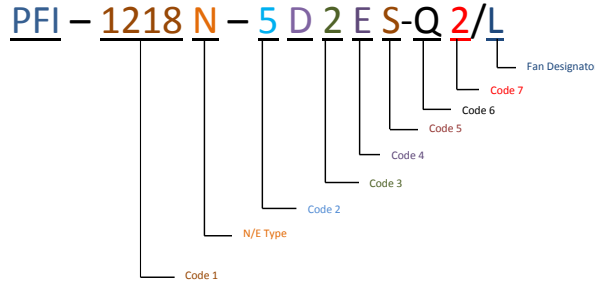 PFI – 1218 N – 5 D 2 E S-Q 2/L
Fan Designato
Code 7
Code 6
Code 5
Code 4
Code 3
Code 2
N/E Type
Code 1